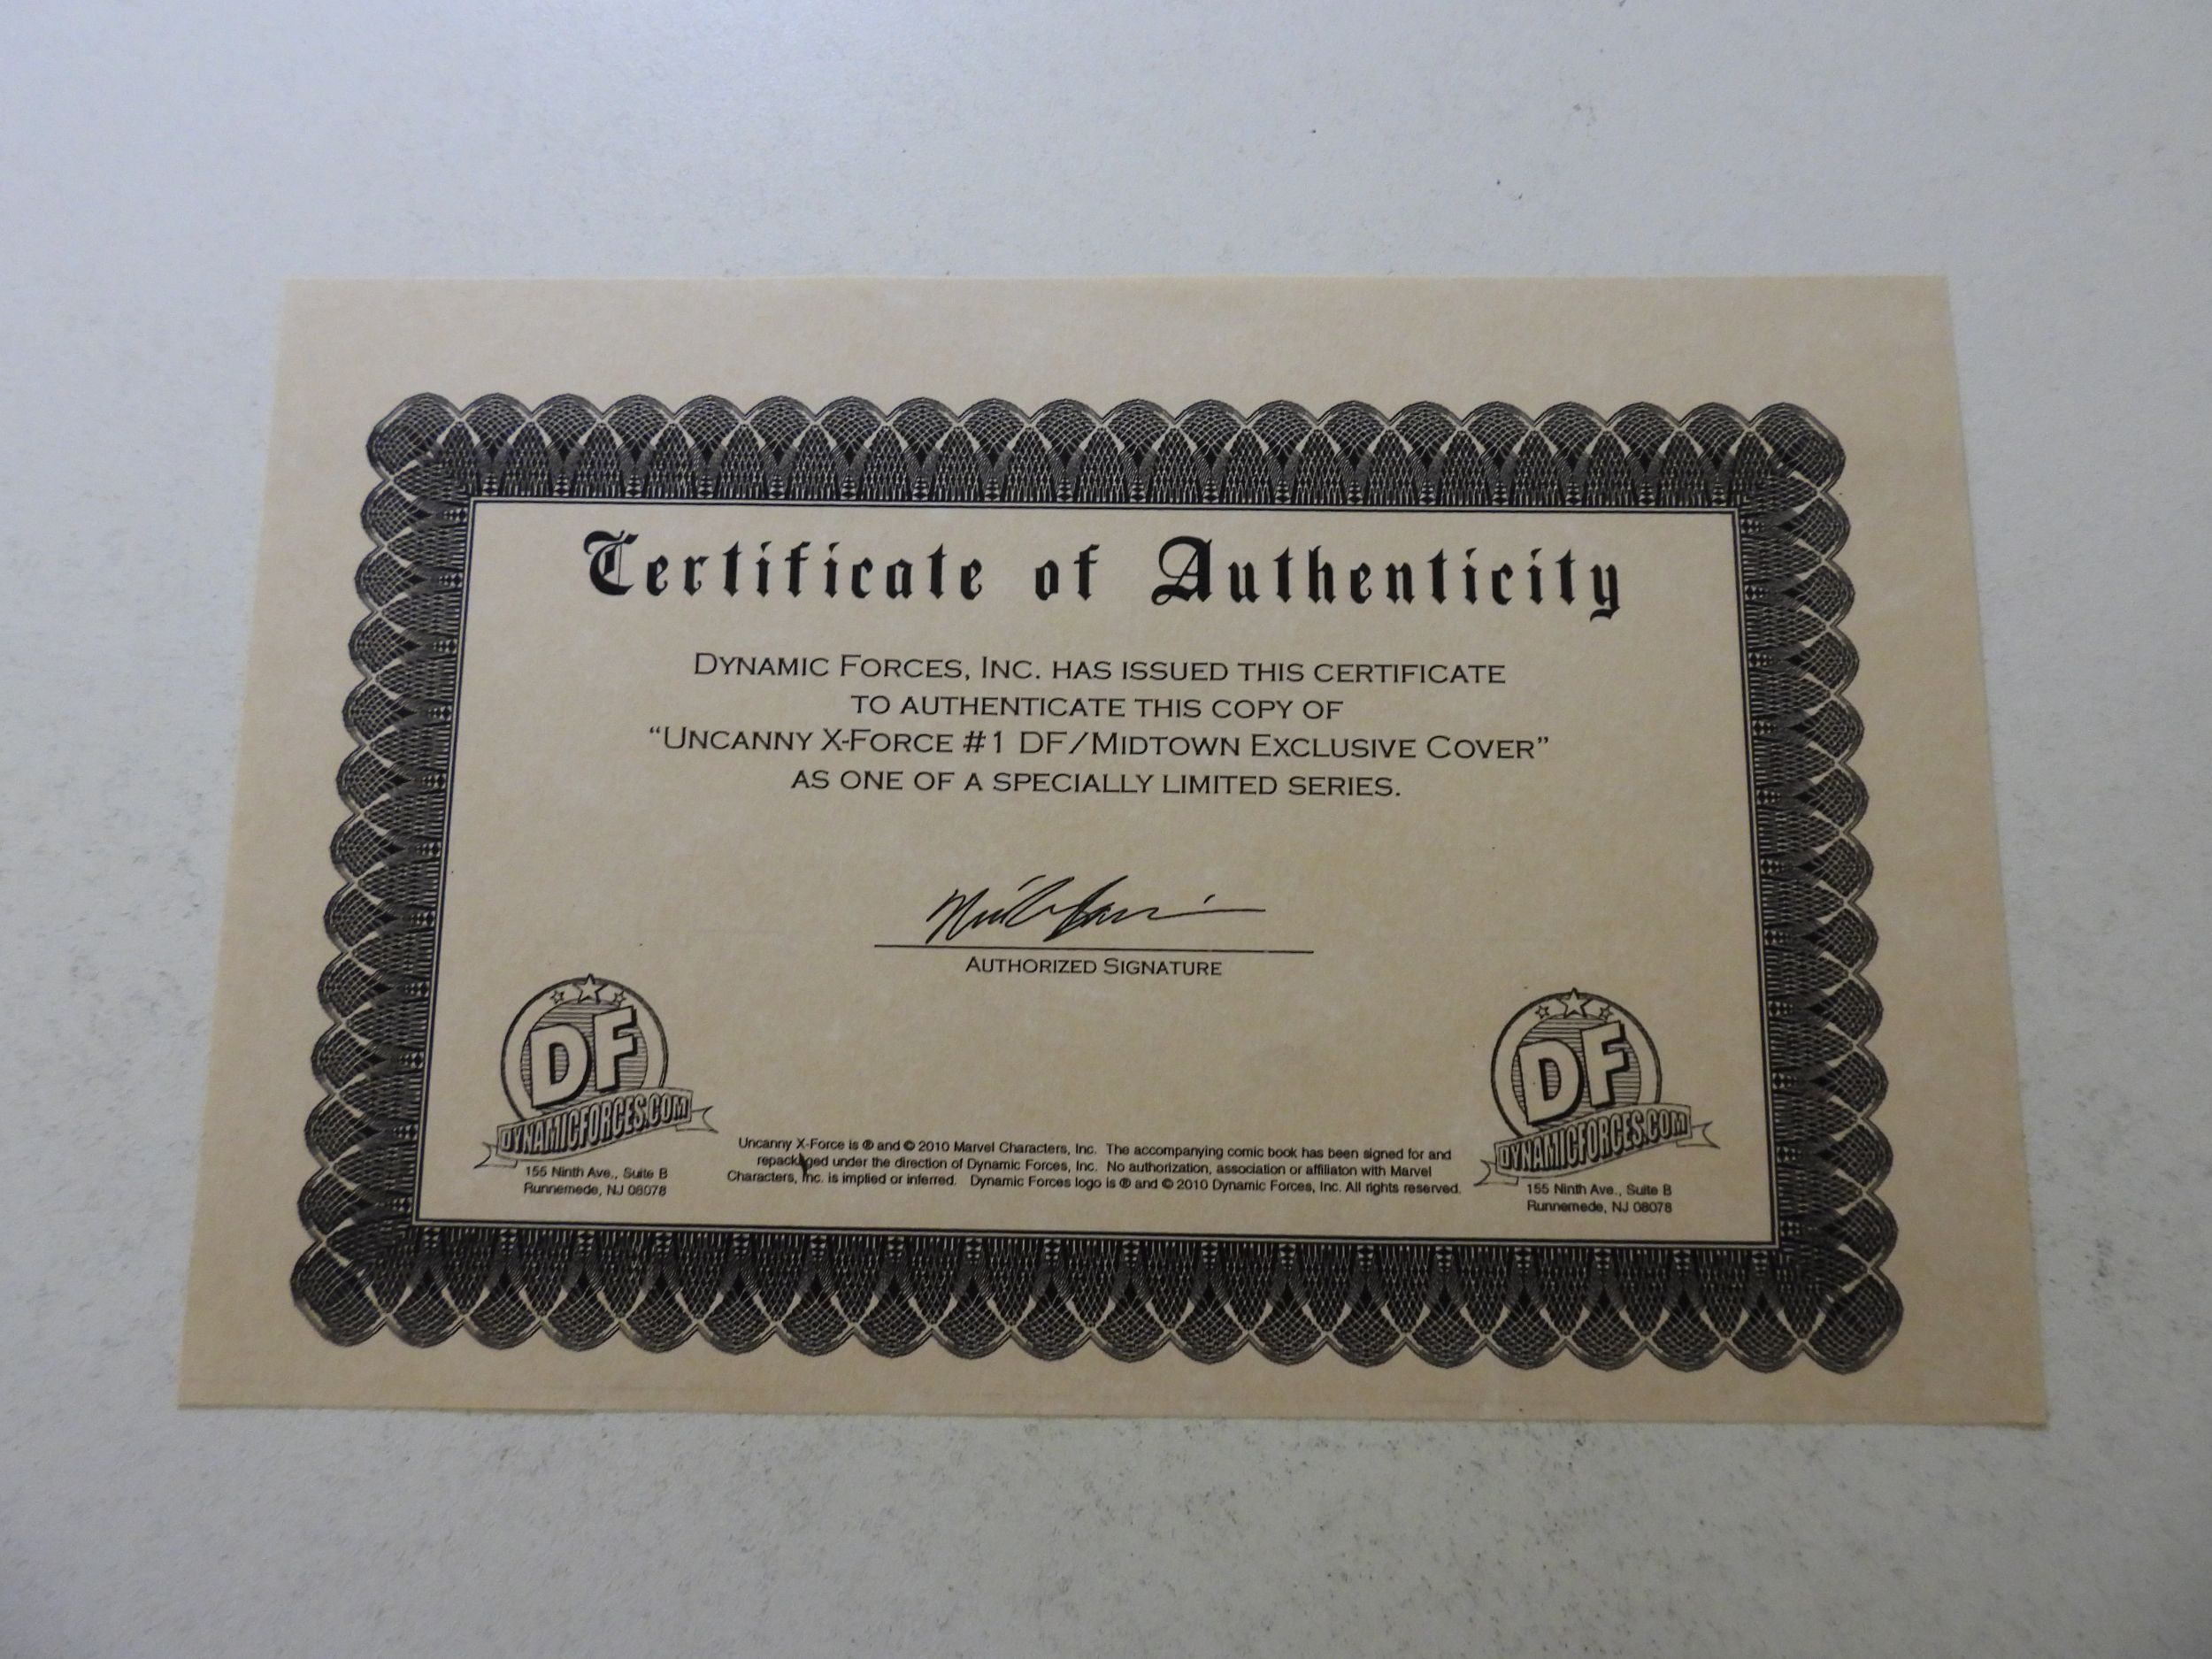 Certificate of Authenticity
DYNAMIC FORCES, INC. HAS ISSUED THIS CERTIFICATE
TO AUTHENTICATE THIS COPY OF
“UNCANNY X-FORCE #1 DF/MIDTOWN EXCLUSIVE COVER”
AS ONE OF A SPECIALLY LIMITED SERIES.
AUTHORIZED SIGNATURE
DF
DYNAMICFORCES.COM
155 Ninth Ave., Suite B
Runnemede, NJ 08078
Uncanny X-Force is ® and © 2010 Marvel Characters, Inc. The accompanying comic book has been signed for and
repackaged under the direction of Dynamic Forces, Inc. No authorization, association or affiliaton with Marvel
Characters, Inc. is implied or inferred. Dynamic Forces logo is ® and © 2010 Dynamic Forces, Inc. All rights reserved.
DF
DYNAMICFORCES.COM
155 Ninth Ave., Suite B
Runnemede, NJ 08078